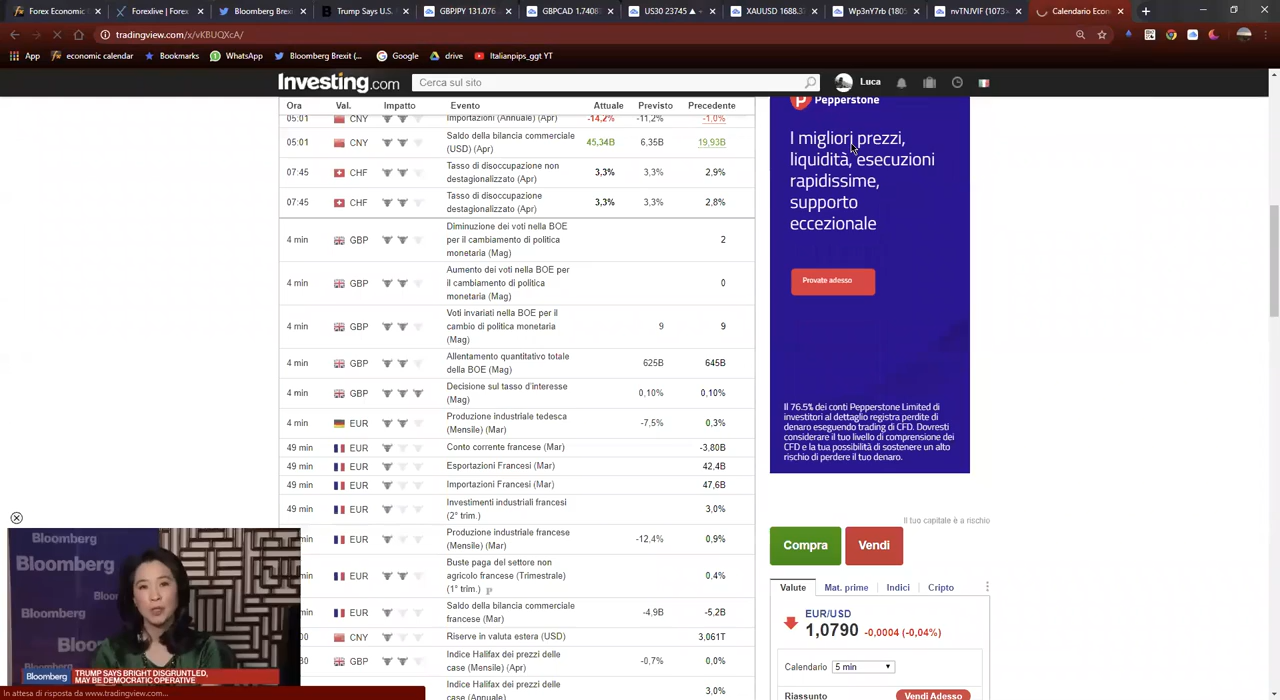 Forex Economic C
Forexlive | Forex
Bloomberg Brexi
Trump Says U.S.
GBPJPY 131.076
GBPCAD 1.7408
US30 23745 ▲
XAUUSD 1688.3
Wp3nY7rb (180
nvTNJVIF (1073×
Calendario Econ
tradingview.com/x/vKBUQXcA/
App
economic calendar
Bookmarks
WhatsApp
Bloomberg Brexit (...
Google
drive
Italianpips_ggt YT
Investing.com
Cerca sul sito
Luca
Ora Val. Impatto Evento Attuale Previsto Precedente
05:01 CNY Importazioni (Annuale) (Apr) -14,2% -11,2% -1,0%
05:01 CNY Saldo della bilancia commerciale (USD) (Apr) 45,34B 6,35B 19,93B
07:45 CHF Tasso di disoccupazione non destagionalizzato (Apr) 3,3% 3,3% 2,9%
07:45 CHF Tasso di disoccupazione destagionalizzato (Apr) 3,3% 3,3% 2,8%
4 min GBP Diminuzione dei voti nella BOE per il cambiamento di politica monetaria (Mag) 2
4 min GBP Aumento dei voti nella BOE per il cambiamento di politica monetaria (Mag) 0
4 min GBP Voti invariati nella BOE per il cambio di politica monetaria (Mag) 9 9
4 min GBP Allentamento quantitativo totale della BOE (Mag) 625B 645B
4 min GBP Decisione sul tasso d'interesse (Mag) 0,10% 0,10%
4 min EUR Produzione industriale tedesca (Mensile) (Mar) -7,5% 0,3%
49 min EUR Conto corrente francese (Mar) -3,80B
49 min EUR Esportazioni Francesi (Mar) 42,4B
49 min EUR Importazioni Francesi (Mar) 47,6B
49 min EUR Investimenti industriali francesi (2° trim.) 3,0%
min EUR Produzione industriale francese (Mensile) (Mar) -12,4% 0,9%
min EUR Buste paga del settore non agricolo francese (Trimestrale) (1° trim.) 0,4%
min EUR Saldo della bilancia commerciale francese (Mar) -4,9B -5,2B
00 CNY Riserve in valuta estera (USD) 3,061T
30 GBP Indice Halifax dei prezzi delle case (Mensile) (Apr) -0,7% 0,0%
Indice Halifax dei prezzi delle case (Annuale) 3,0%
Pepperstone
I migliori prezzi,
liquidità, esecuzioni
rapidissime,
supporto
eccezionale
Provate adesso
Il 76.5% dei conti Pepperstone Limited di
investitori al dettaglio registra perdite di
denaro eseguendo trading di CFD. Dovresti
considerare il tuo livello di comprensione dei
CFD e la tua possibilità di sostenere un alto
rischio di perdere il tuo denaro.
Il tuo capitale è a rischio
Compra Vendi
Valute Mat. prime Indici Cripto
EUR/USD
1,0790 -0,0004 (-0,04%)
Calendario 5 min
Riassunto Vendi Adesso
Bloomberg
Bloomberg
Bloomberg
Bloo
Bloomberg
Bloo
Bloomberg
TRUMP SAYS BRIGHT DISGRUNTLED,
MAY BE DEMOCRATIC OPERATIVE
In attesa di risposta da www.tradingview.com...